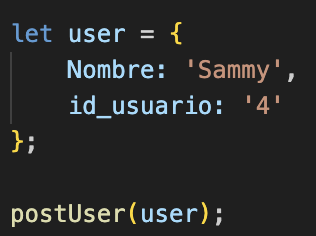 let user = {
    Nombre: 'Sammy',
    id_usuario: '4'
};
postUser(user);